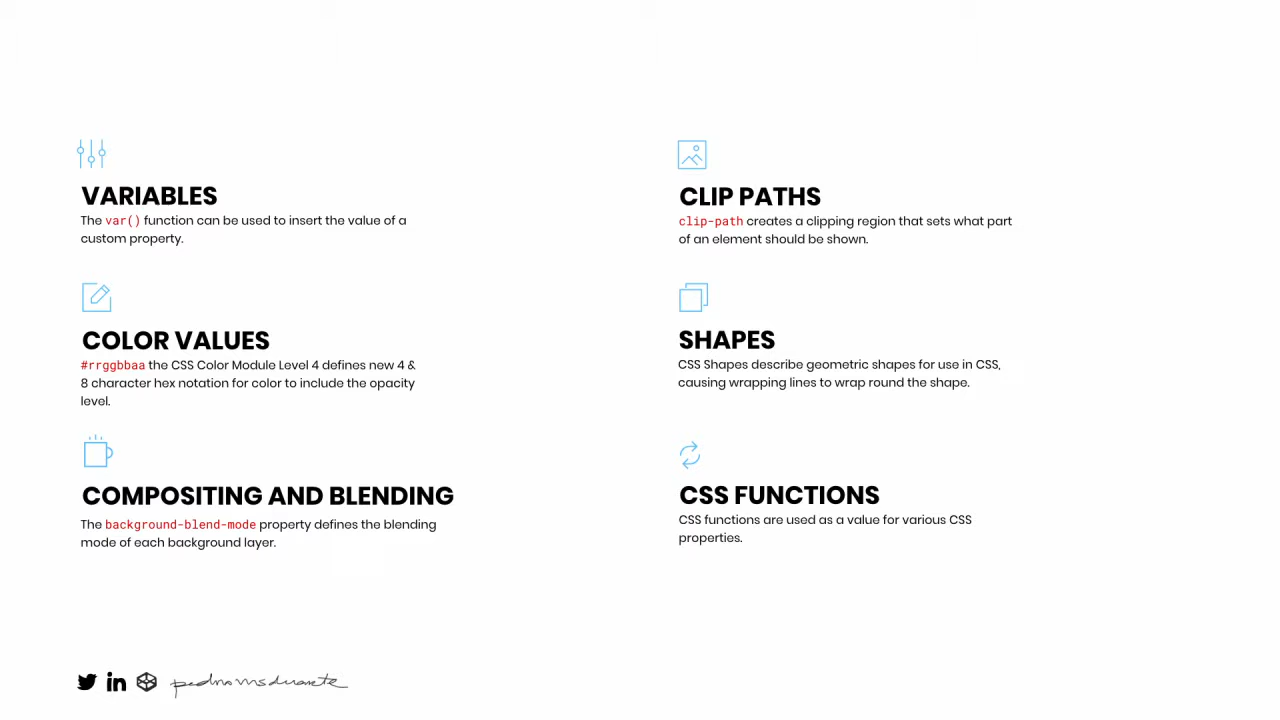 VARIABLES
The var() function can be used to insert the value of a
custom property.
COLOR VALUES
#rrggbbaa the CSS Color Module Level 4 defines new 4 &
8 character hex notation for color to include the opacity
level.
COMPOSITING AND BLENDING
The background-blend-mode property defines the blending
mode of each background layer.
CLIP PATHS
clip-path creates a clipping region that sets what part
of an element should be shown.
SHAPES
CSS Shapes describe geometric shapes for use in CSS,
causing wrapping lines to wrap round the shape.
CSS FUNCTIONS
CSS functions are used as a value for various CSS
properties.
in
pedromsduarte